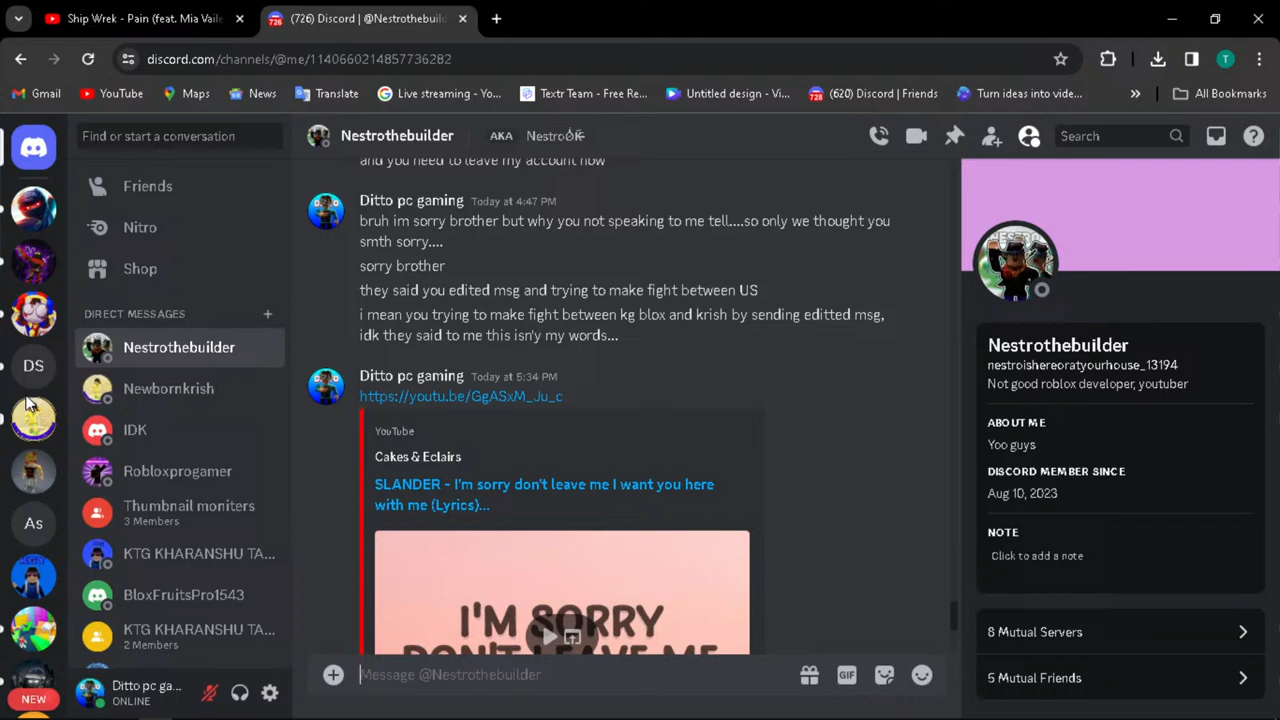 Ship Wrek - Pain (feat. Mia Vaile
(726) Discord | @Nestrothebuild
discord.com/channels/@me/1140660214857736282
T
Gmail
YouTube
Maps
News
Translate
Live streaming - Yo...
Textr Team - Free Re...
Untitled design - Vi...
(620) Discord | Friends
Turn ideas into vide...
All Bookmarks
Find or start a conversation
Friends
Nitro
Shop
DIRECT MESSAGES
Nestrothebuilder
Newbornkrish
IDK
Robloxprogamer
Thumbnail moniters
3 Members
KTG KHARANSHU TA...
BloxFruitsPro1543
KTG KHARANSHU TA...
2 Members
DS
As
NEW
Ditto pc ga...
ONLINE
Nestrothebuilder
AKA
Search
and you need to leave my account now
Ditto pc gaming Today at 4:47 PM
bruh im sorry brother but why you not speaking to me tell....so only we thought you
smth sorry....
sorry brother
they said you edited msg and trying to make fight between US
i mean you trying to make fight between kg blox and krish by sending editted msg,
idk they said to me this isn'y my words...
Ditto pc gaming Today at 5:34 PM
https://youtu.be/GgASxM_Ju_c
YouTube
Cakes & Eclairs
SLANDER - I'm sorry don't leave me I want you here
with me (Lyrics)...
I'M SORRY
DON'T LEAVE ME
Message @Nestrothebuilder
GIF
Nestrothebuilder
nestroishereoratyourhouse_13194
Not good roblox developer, youtuber
ABOUT ME
Yoo guys
DISCORD MEMBER SINCE
Aug 10, 2023
NOTE
Click to add a note
8 Mutual Servers
5 Mutual Friends